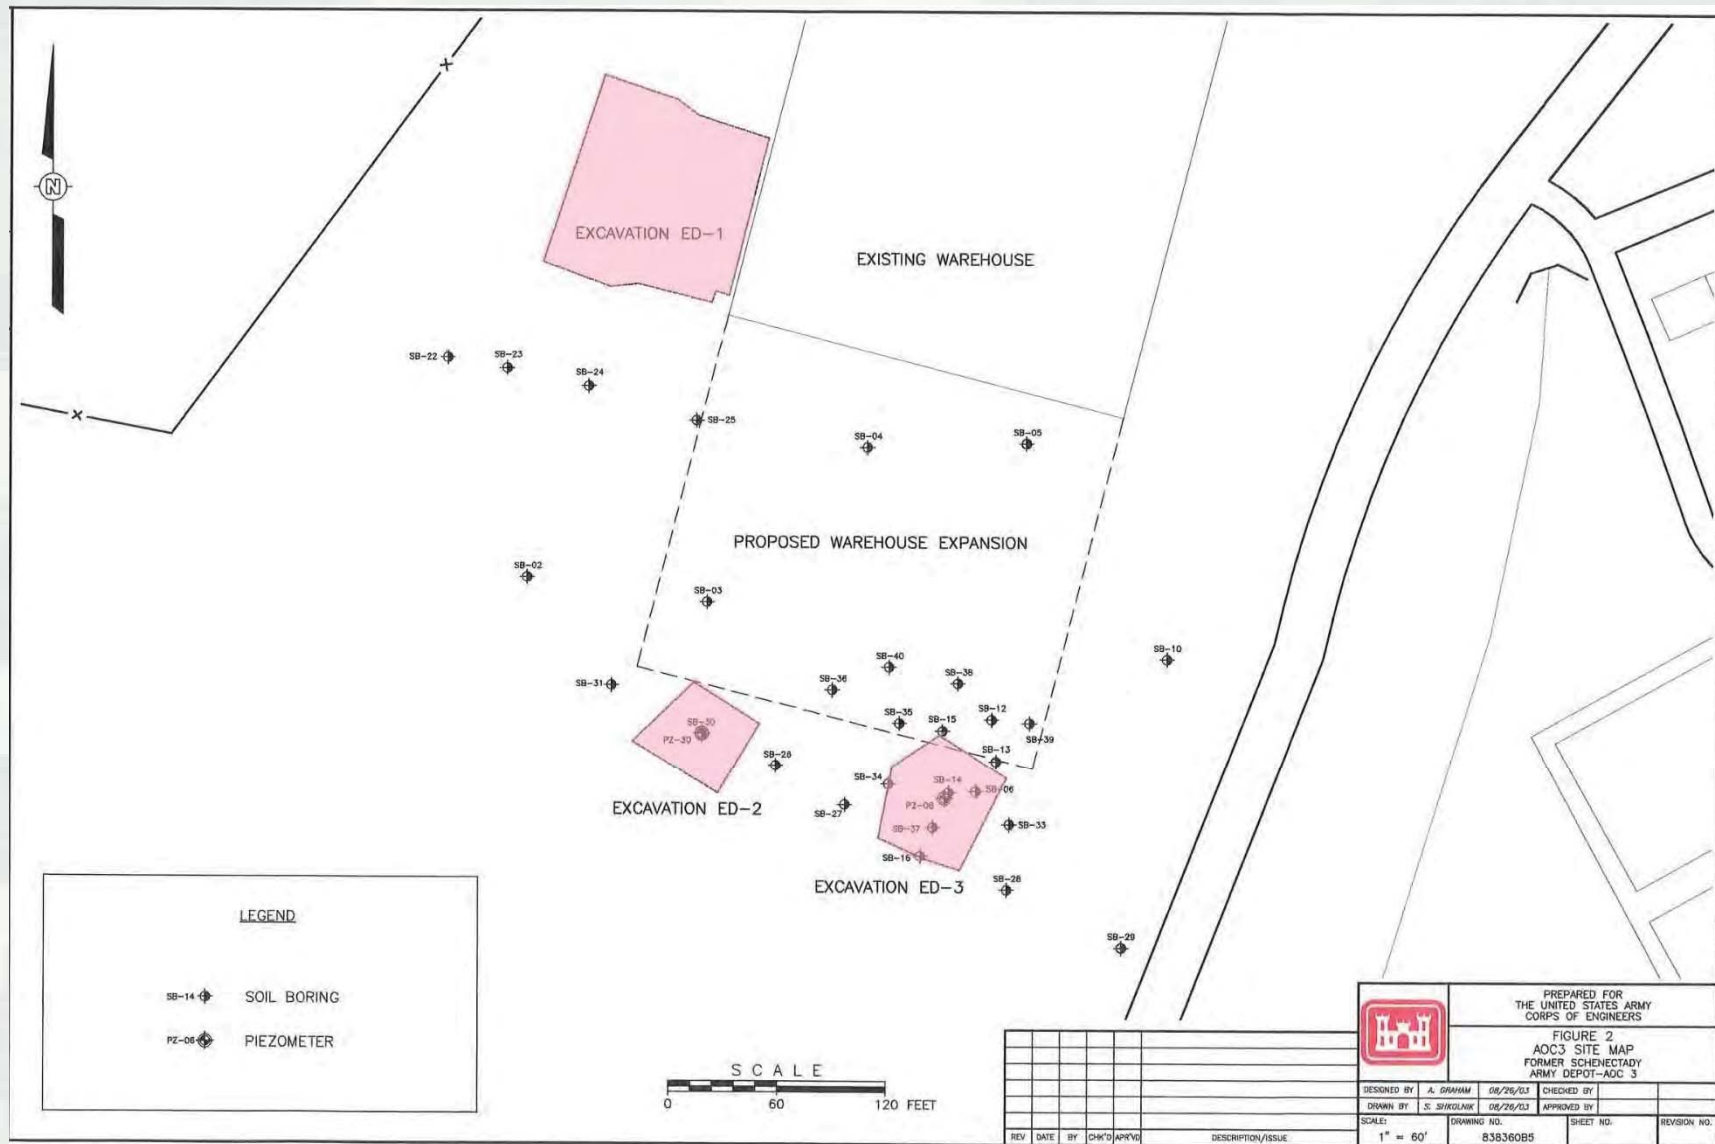 N
EXCAVATION ED-1
EXISTING WAREHOUSE
SB-22
SB-23
SB-24
SB-25
SB-04
SB-05
PROPOSED WAREHOUSE EXPANSION
SB-02
SB-03
SB-40
SB-10
SB-31
SB-36
SB-38
SB-30
PZ-30
SB-35
SB-15
SB-12
SB-39
SB-13
SB-26
SB-34
SB-14
SB-06
PZ-06
EXCAVATION ED-2
SB-27
SB-37
SB-33
SB-16
EXCAVATION ED-3
SB-28
SB-29
LEGEND
SB-14 SOIL BORING
PZ-06 PIEZOMETER
SCALE
0 60 120 FEET
PREPARED FOR
THE UNITED STATES ARMY
CORPS OF ENGINEERS
FIGURE 2
AOC3 SITE MAP
FORMER SCHENECTADY
ARMY DEPOT-AOC 3
DESIGNED BY A. GRAHAM 08/26/03 CHECKED BY
DRAWN BY S. SHKOLNIK 08/26/03 APPROVED BY
SCALE: DRAWING NO. SHEET NO. REVISION NO.
1" = 60' 838360B5
REV DATE BY CHK'D APR'VD DESCRIPTION/ISSUE